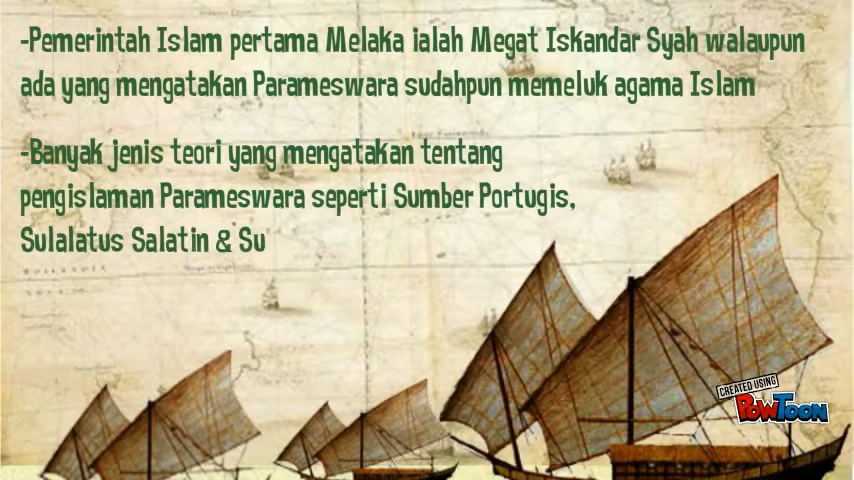 -Pemerintah Islam pertama Melaka ialah Megat Iskandar Syah walaupun
ada yang mengatakan Parameswara sudahpun memeluk agama Islam
-Banyak jenis teori yang mengatakan tentang
pengislaman Parameswara seperti Sumber Portugis,
Sulalatus Salatin & Su
CREATED USING
POWTOON